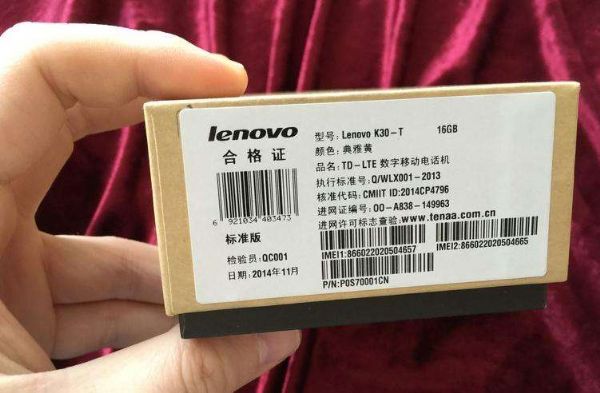 lenovo
合格证
6 921034 403473
标准版
检验员:QC001
日期:2014年11月
型号: Lenovo K30-T 16GB
颜色: 典雅黄
品名: TD-LTE 数字移动电话机
执行标准号: Q/WLX001-2013
核准代码: CMIIT ID:2014CP4796
进网证编号: 00-A838-149963
进网许可标志查验: www.tenaa.com.cn
IMEI1:866022020504657
IMEI2:866022020504665
P/N:P0S70001CN